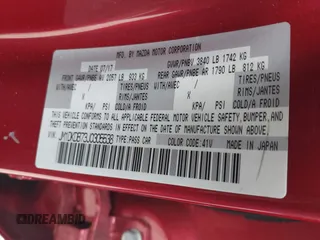 MFD. BY MAZDA MOTOR CORPORATION
07/17 GVWR/PNBV 3840 LB 1742 KG
FRONT GAWR/PNBE AV 2057 LB 933 KG REAR GAWR/PNBE AR 1790 LB 812 KG
WITH/AVEC / TIRES/PNEUS WITH/AVEC / TIRES/PNEUS
X RIMS/JANTES X RIMS/JANTES
KPA/ PSI COLD/A FROID KPA/ PSI COLD/A FROID
THIS VEHICLE CONFORMS TO ALL APPLICABLE
FEDERAL MOTOR VEHICLE SAFETY, BUMPER, AND
THEFT PREVENTION STANDARDS IN EFFECT ON
THE DATE OF MANUFACTURE SHOWN ABOVE.
TYPE: PASS CAR
COLOR: 41V MADE IN JAPAN
DREAMBID